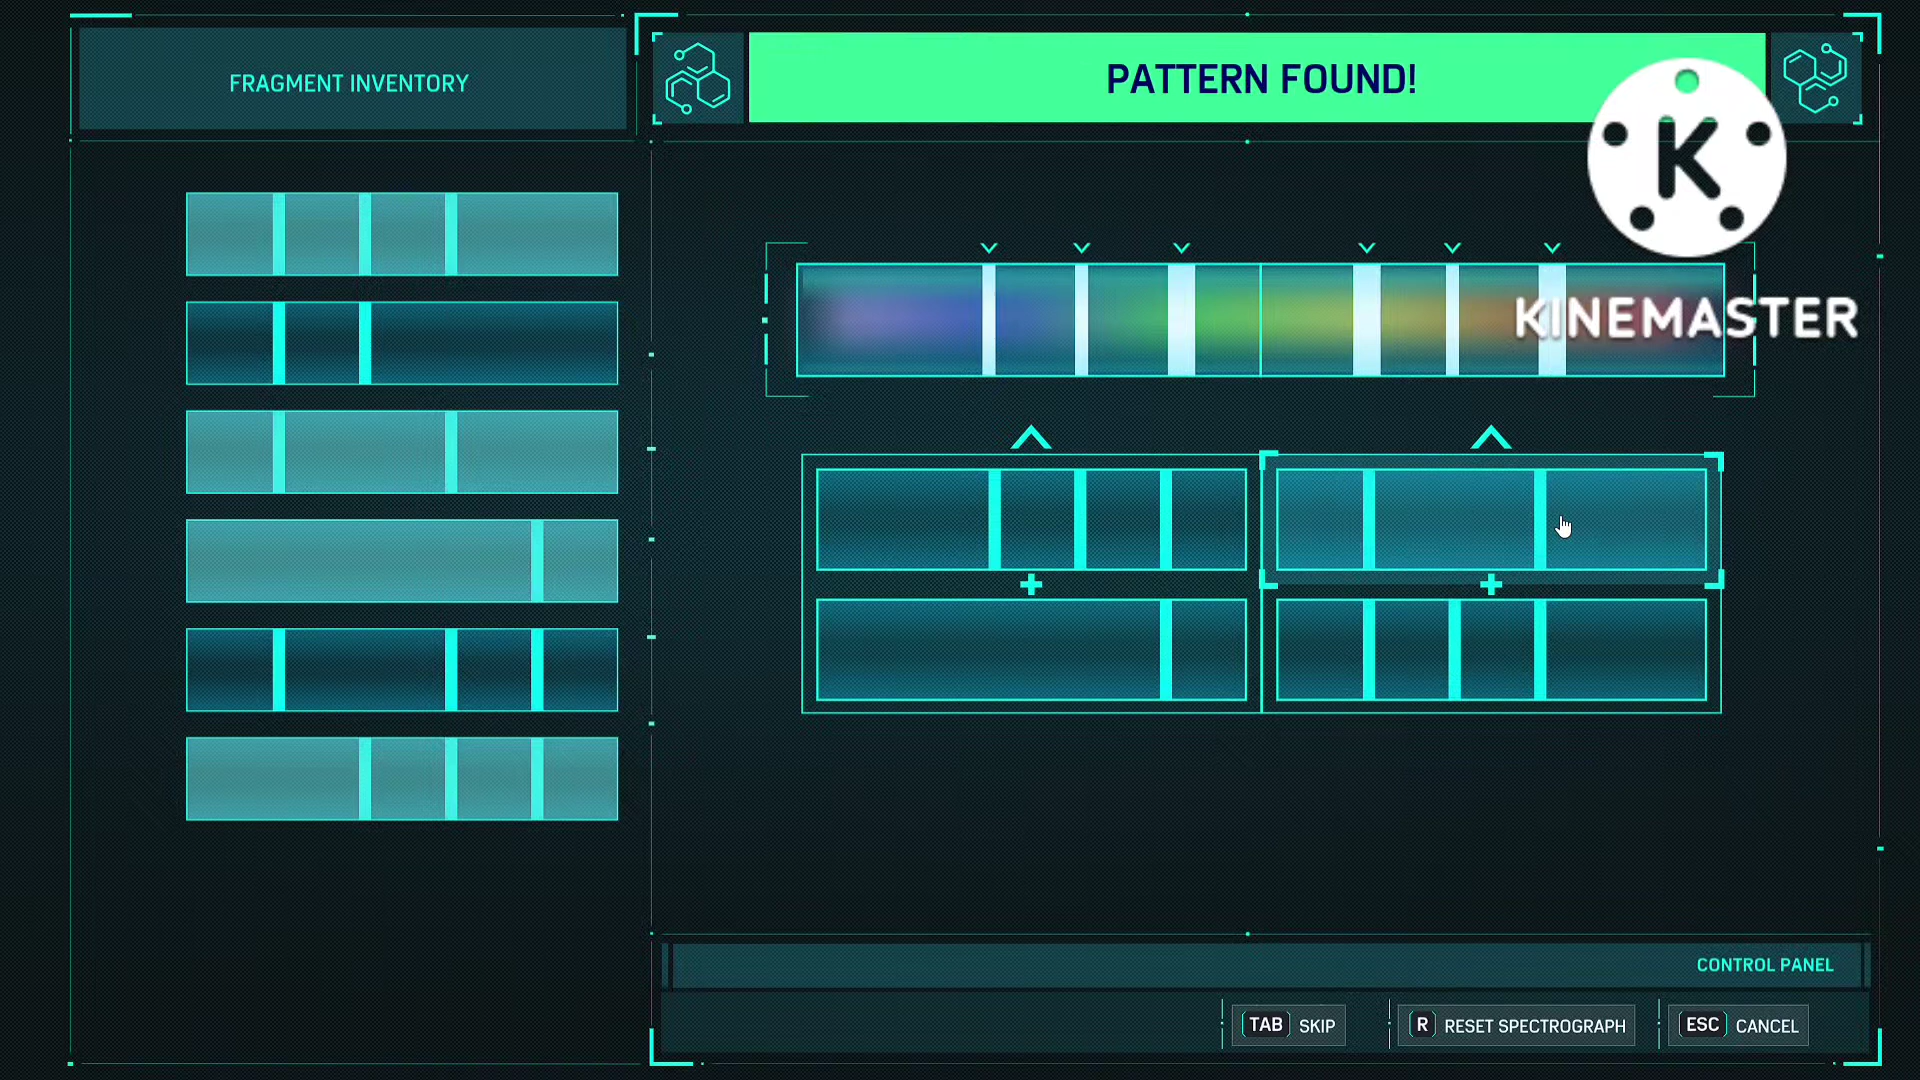 FRAGMENT INVENTORY
PATTERN FOUND!
K
KINEMASTER
CONTROL PANEL
TAB SKIP
R RESET SPECTROGRAPH
ESC CANCEL